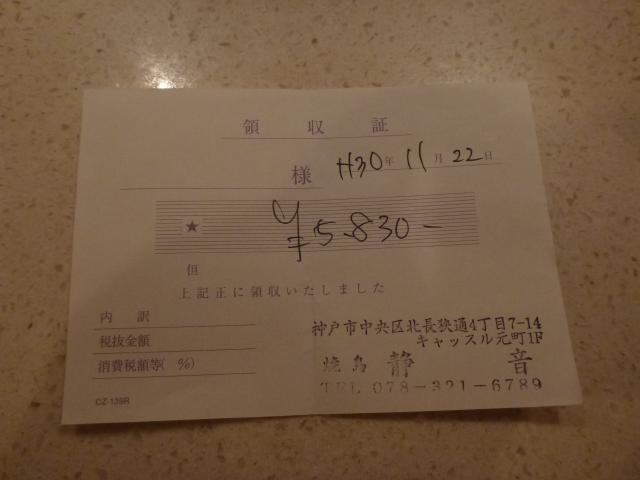 領 収 証
様 H30年 11月 22日
★ ¥5,830-
但
上記正に領収いたしました
内 訳
税抜金額
消費税額等( %)
神戸市中央区北長狭通4丁目7-14
キャッスル元町1F
焼 鳥 静 音
TEL 078-321-6789
CZ-139R